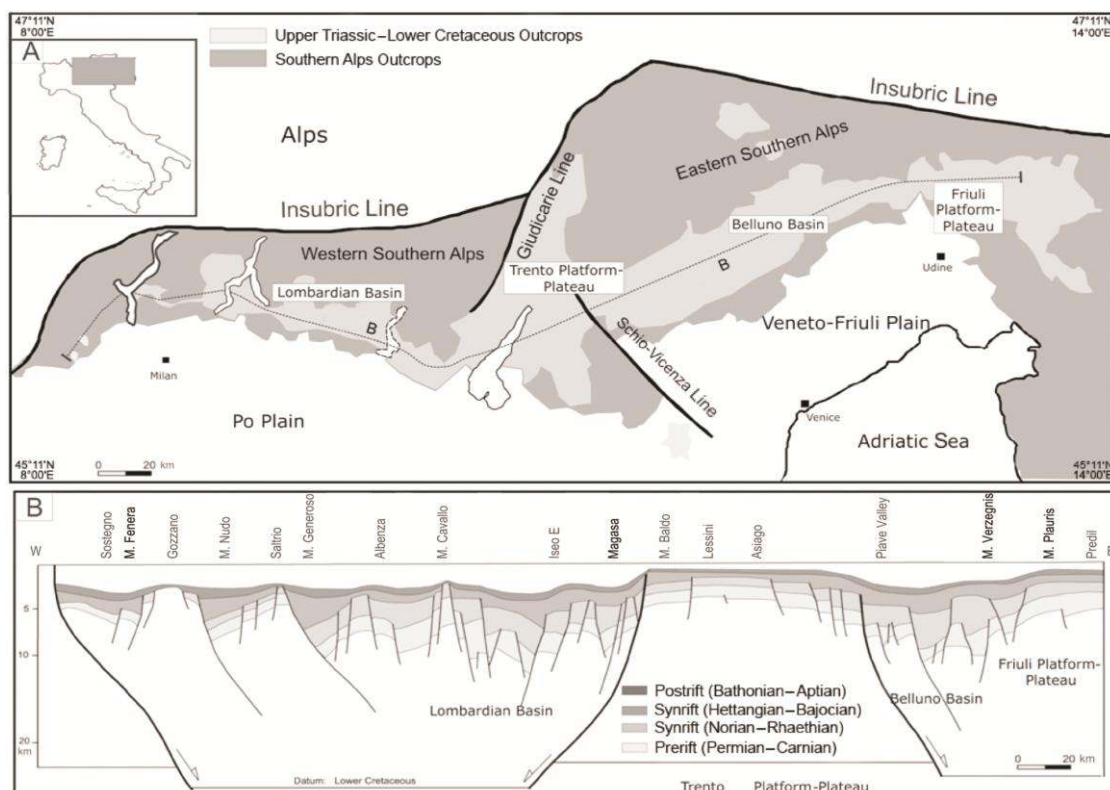 47°11'N
8°00'E
47°11'N
14°00'E
A
Upper Triassic–Lower Cretaceous Outcrops
Southern Alps Outcrops
Insubric Line
Alps
Eastern Southern Alps
Giudicarie Line
Insubric Line
Friuli
Platform-
Plateau
Belluno Basin
Western Southern Alps
Trento Platform-
Plateau
B
Udine
Lombardian Basin
B
Veneto-Friuli Plain
Schio-Vicenza Line
Milan
Venice
Po Plain
Adriatic Sea
45°11'N
8°00'E
0 20 km
45°11'N
14°00'E
B
W
Sostegno
M. Fenera
Gozzano
M. Nudo
Saltrio
M. Generoso
Albenza
M. Cavallo
Iseo E
Magasa
M. Baldo
Lessini
Asiago
Piave Valley
M. Verzegnis
M. Plauris
Predil
5
10
20
km
Lombardian Basin
Postrift (Bathonian–Aptian)
Synrift (Hettangian–Bajocian)
Synrift (Norian–Rhaethian)
Prerift (Permian–Carnian)
Belluno Basin
Friuli Platform-
Plateau
0 20 km
Datum: Lower Cretaceous
Trento Platform-Plateau